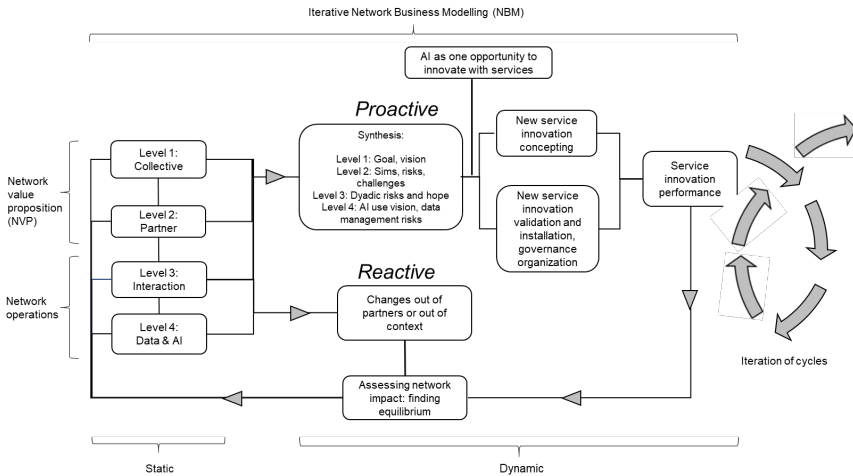 Iterative Network Business Modelling (NBM)
AI as one opportunity to
innovate with services
Proactive
Synthesis:
Level 1: Goal, vision
Level 2: Sims, risks,
challenges
Level 3: Dyadic risks and hope
Level 4: AI use vision, data
management risks
New service
innovation
concepting
New service
innovation
validation and
installation,
governance
organization
Service
innovation
performance
Network
value
proposition
(NVP)
Level 1:
Collective
Level 2:
Partner
Network
operations
Level 3:
Interaction
Level 4:
Data & AI
Reactive
Changes out of
partners or out of
context
Assessing network
impact: finding
equilibrium
Iteration of cycles
Static
Dynamic